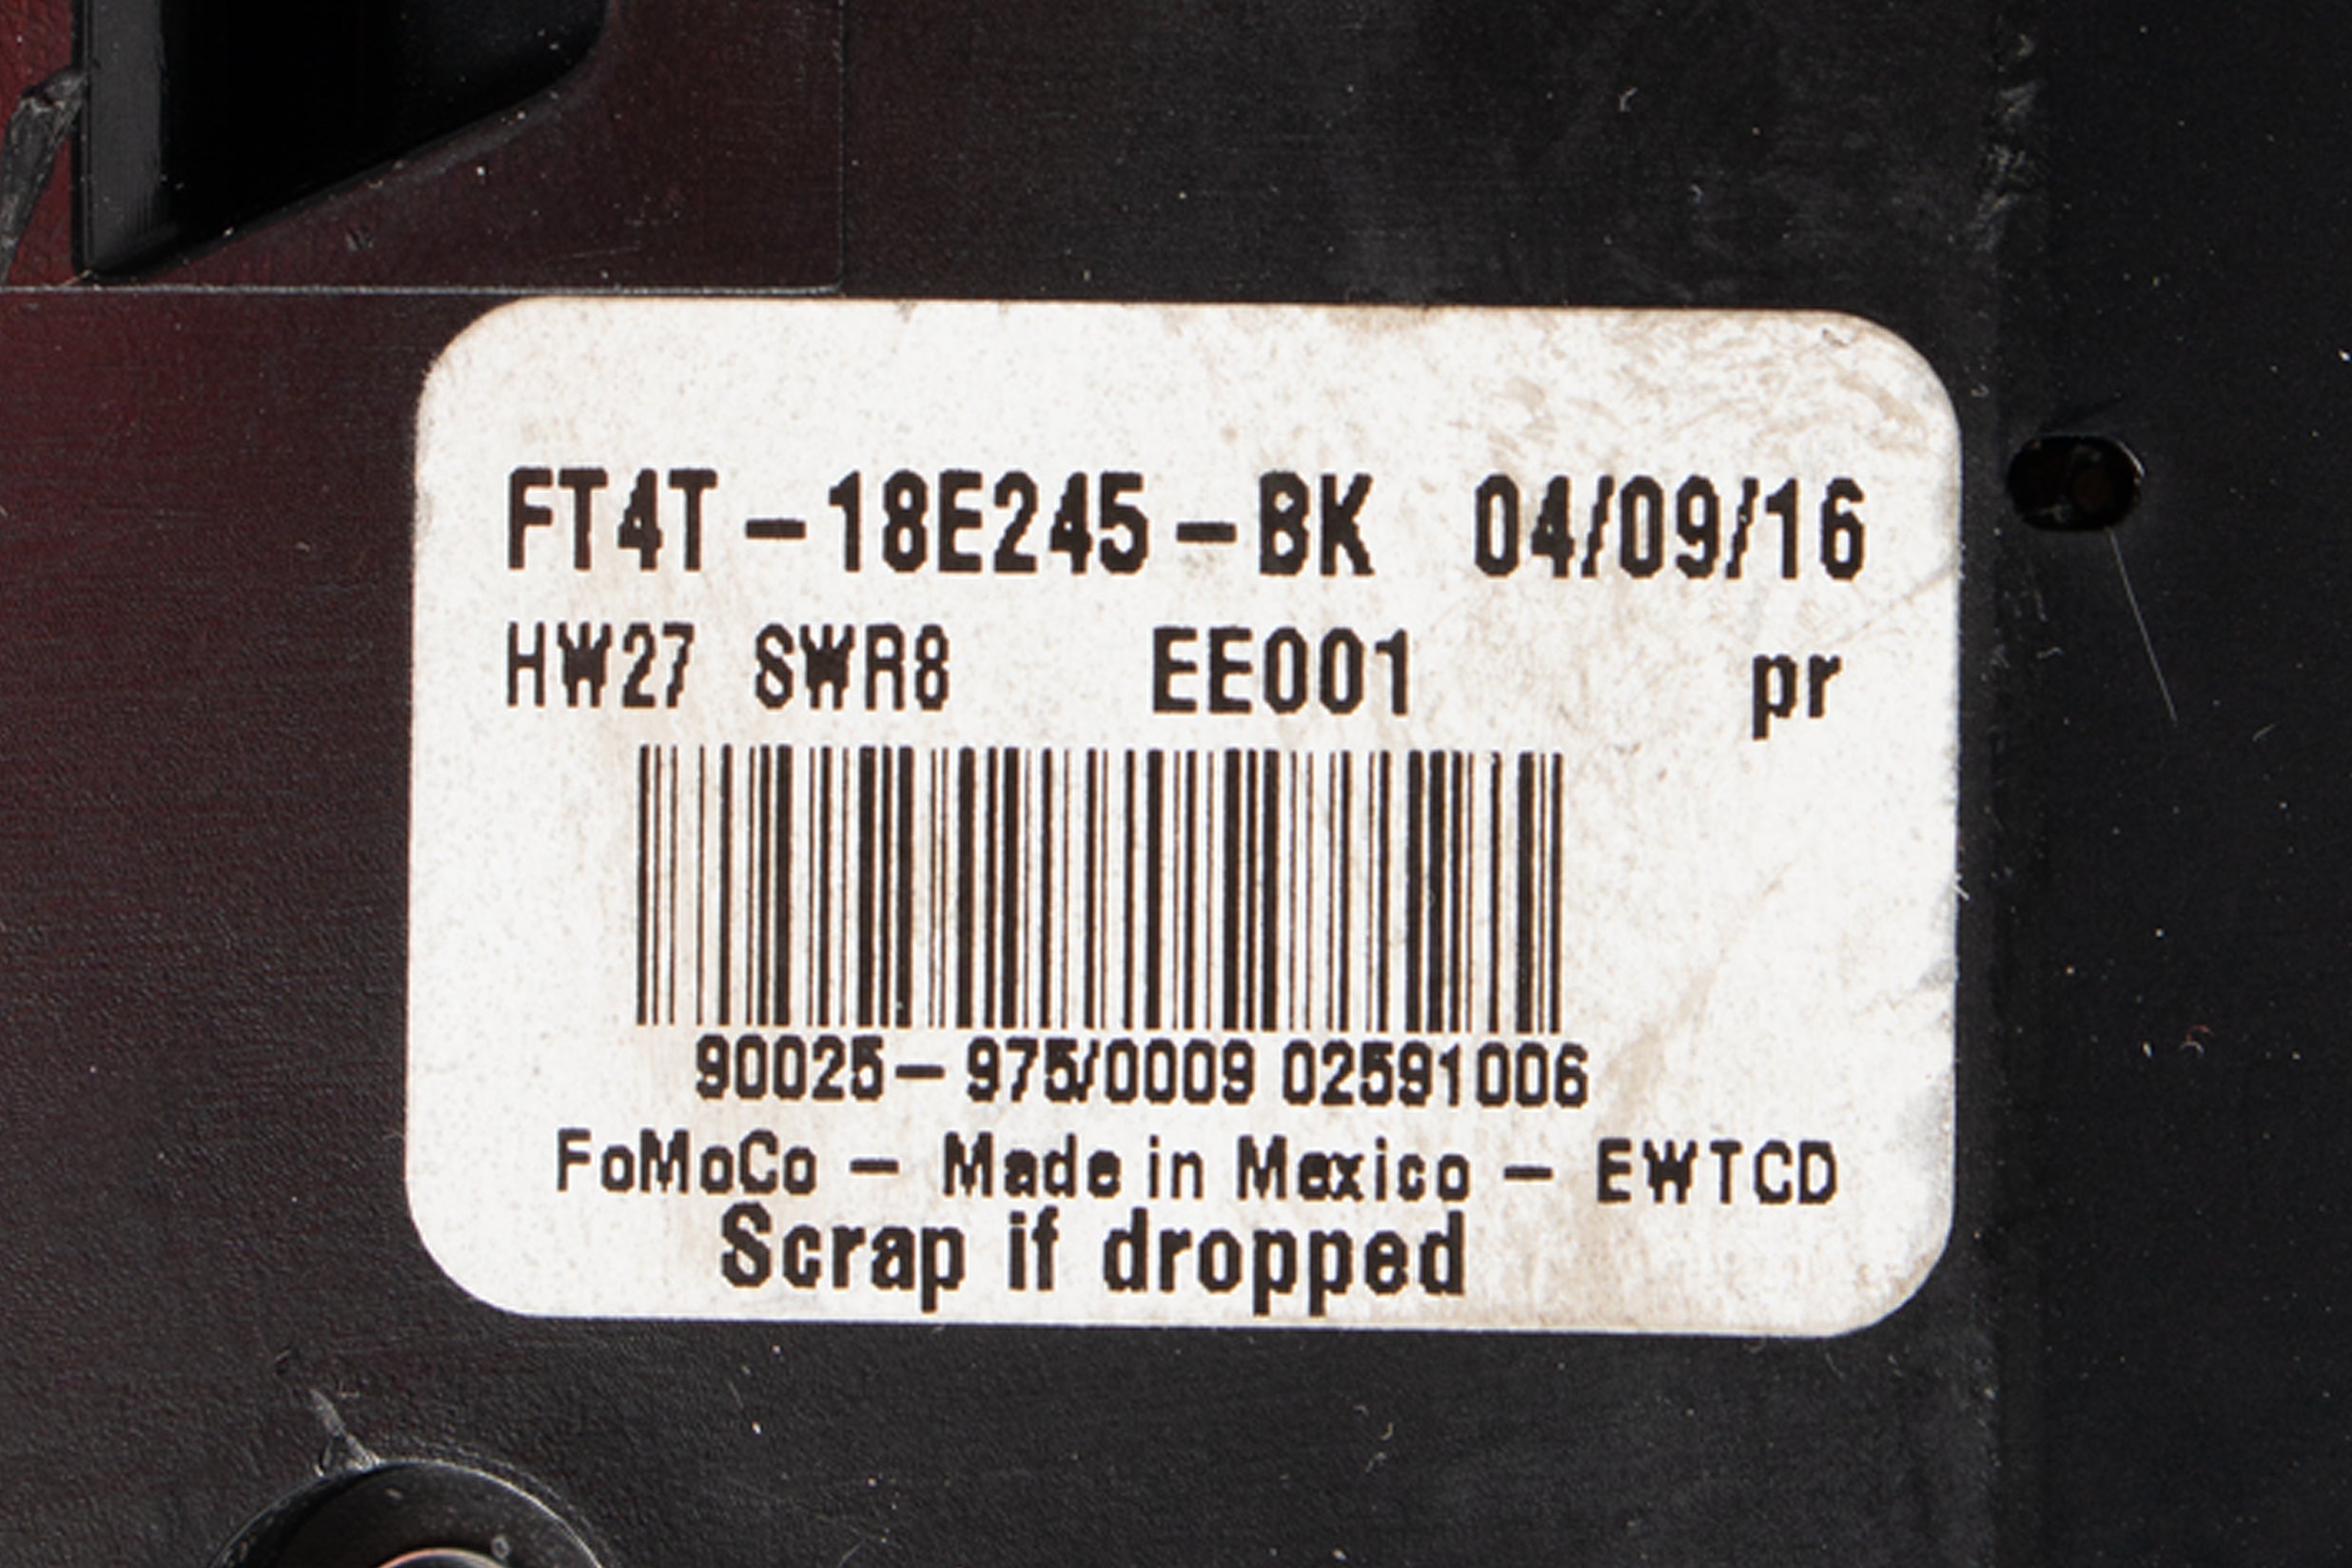 FT4T-18E245-BK 04/09/16
HW27 SWR8 EE001 pr
90025-975/0009 02591006
FoMoCo - Made in Mexico - EWTCD
Scrap if dropped